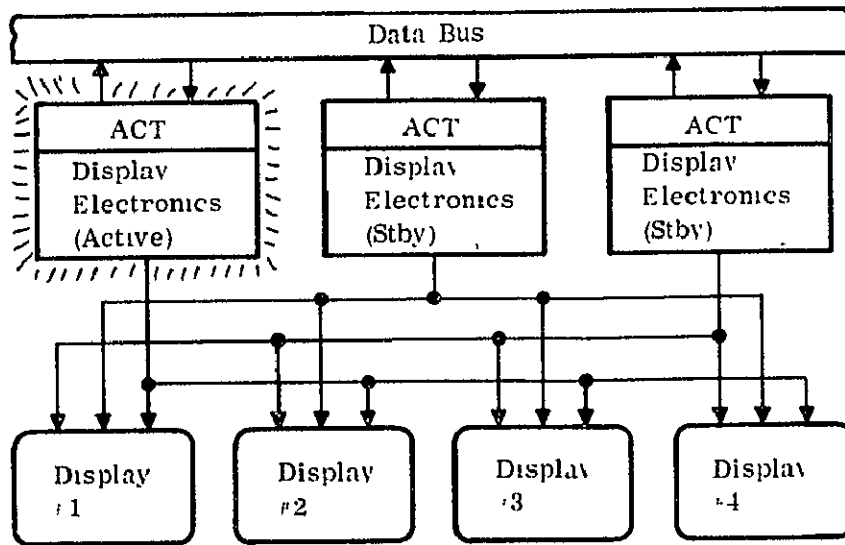 Data Bus
ACT
Display
Electronics
(Active)
ACT
Display
Electronics
(Stby)
ACT
Display
Electronics
(Stby)
Display
#1
Display
#2
Display
#3
Display
#4